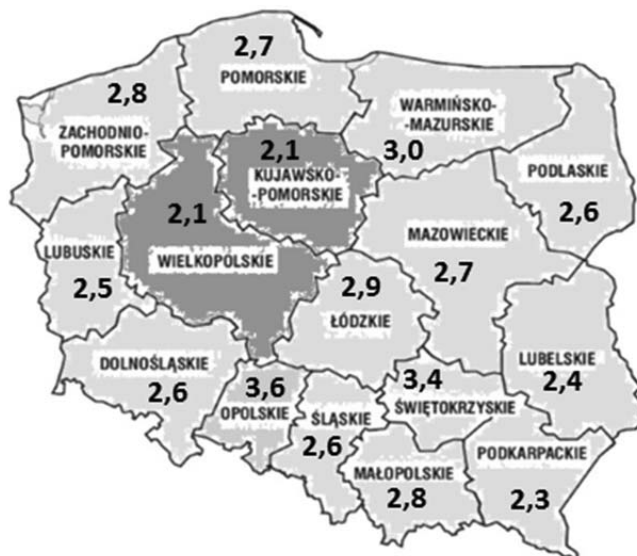 2,7
POMORSKIE
2,8
ZACHODNIO-
POMORSKIE
WARMIŃSKO-
-MAZURSKIE
3,0
2,1
KUJAWSKO-
-POMORSKIE
PODLASKIE
2,6
2,1
WIELKOPOLSKIE
MAZOWIECKIE
2,7
LUBUSKIE
2,5
2,9
ŁÓDZKIE
DOLNOŚLĄSKIE
2,6
LUBELSKIE
2,4
3,6
OPOLSKIE
3,4
ŚWIĘTOKRZYSKIE
ŚLĄSKIE
2,6
MAŁOPOLSKIE
2,8
PODKARPACKIE
2,3